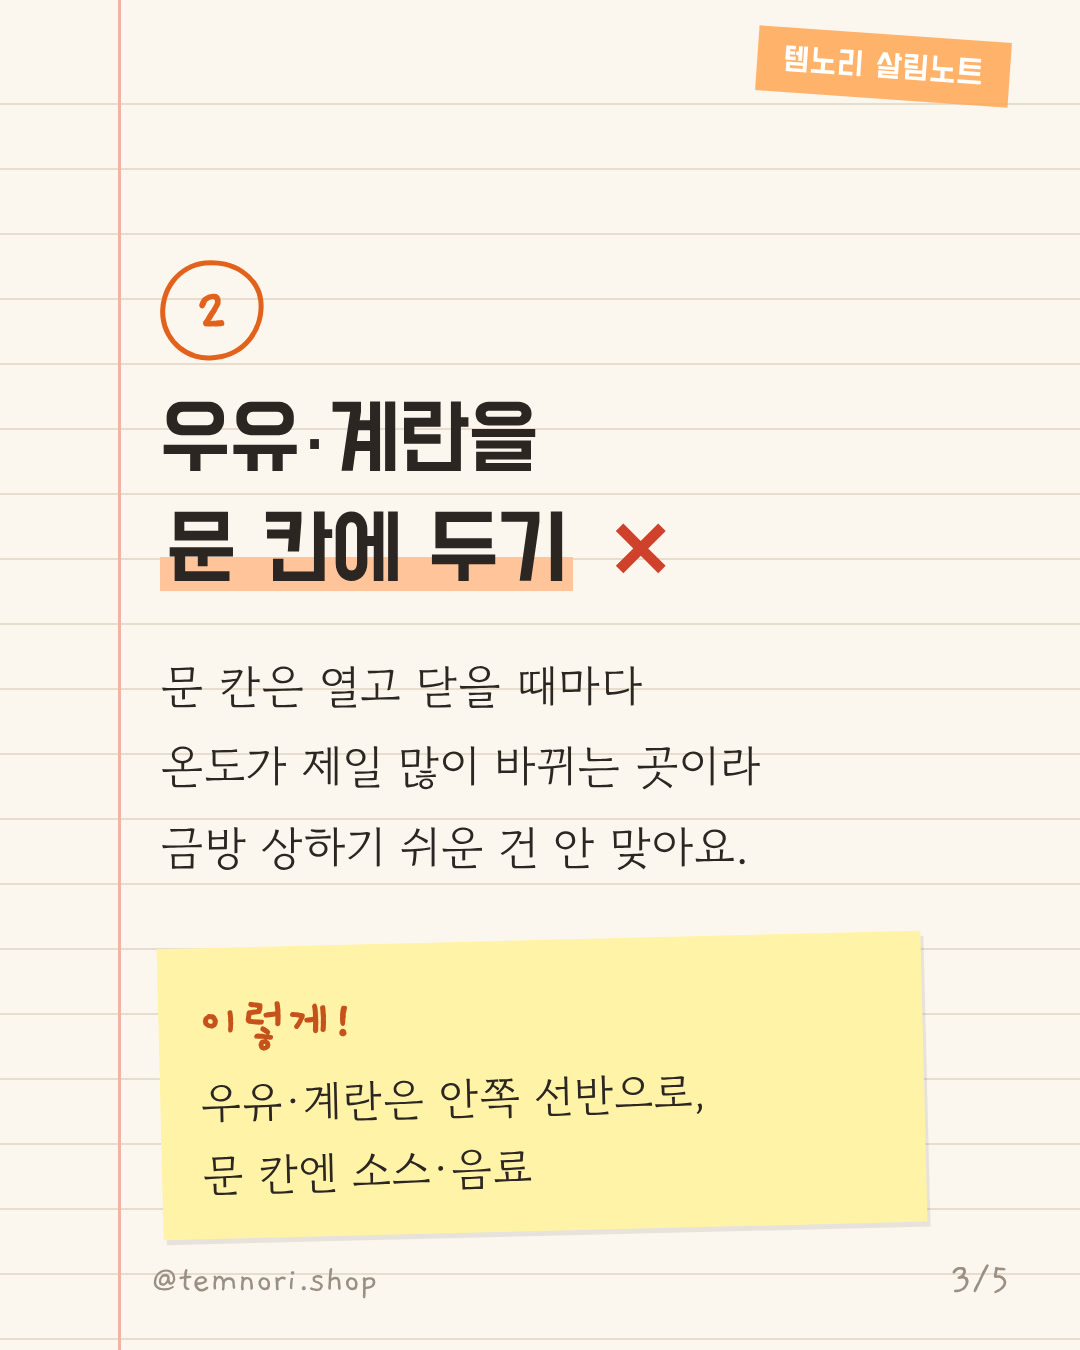 템노리 살림노트
2
우유·계란을
문 칸에 두기 ✕
문 칸은 열고 닫을 때마다
온도가 제일 많이 바뀌는 곳이라
금방 상하기 쉬운 건 안 맞아요.
이렇게!
우유·계란은 안쪽 선반으로,
문 칸엔 소스·음료
@temnori.shop
3/5